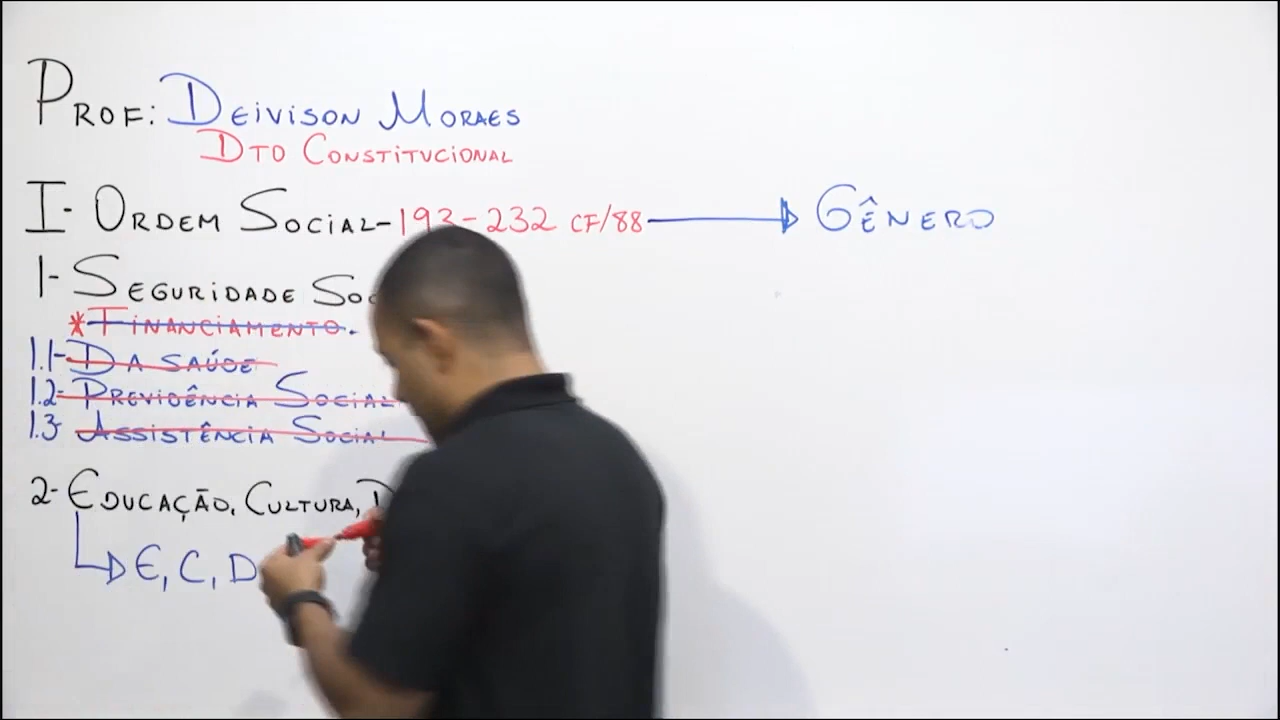 PROF: DEIVISON MORAES
DTO CONSTITUCIONAL
I- ORDEM SOCIAL- 193-232 CF/88 → GÊNERO
1- SEGURIDADE
* FINANCIAMENTO.
1.1- DA SAÚDE
1.2- PREVIDÊNCIA SOCIAL
1.3- ASSISTÊNCIA SOCIAL
2- EDUCAÇÃO, CULTURA,
E, C, D